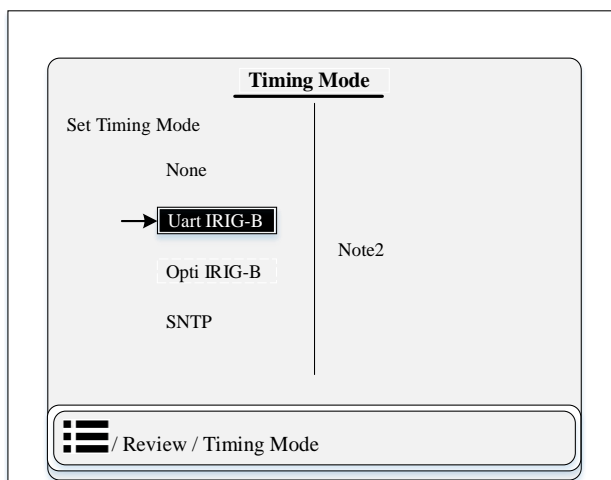 Timing Mode
Set Timing Mode
None
Uart IRIG-B
Opti IRIG-B
SNTP
Note2
/ Review / Timing Mode